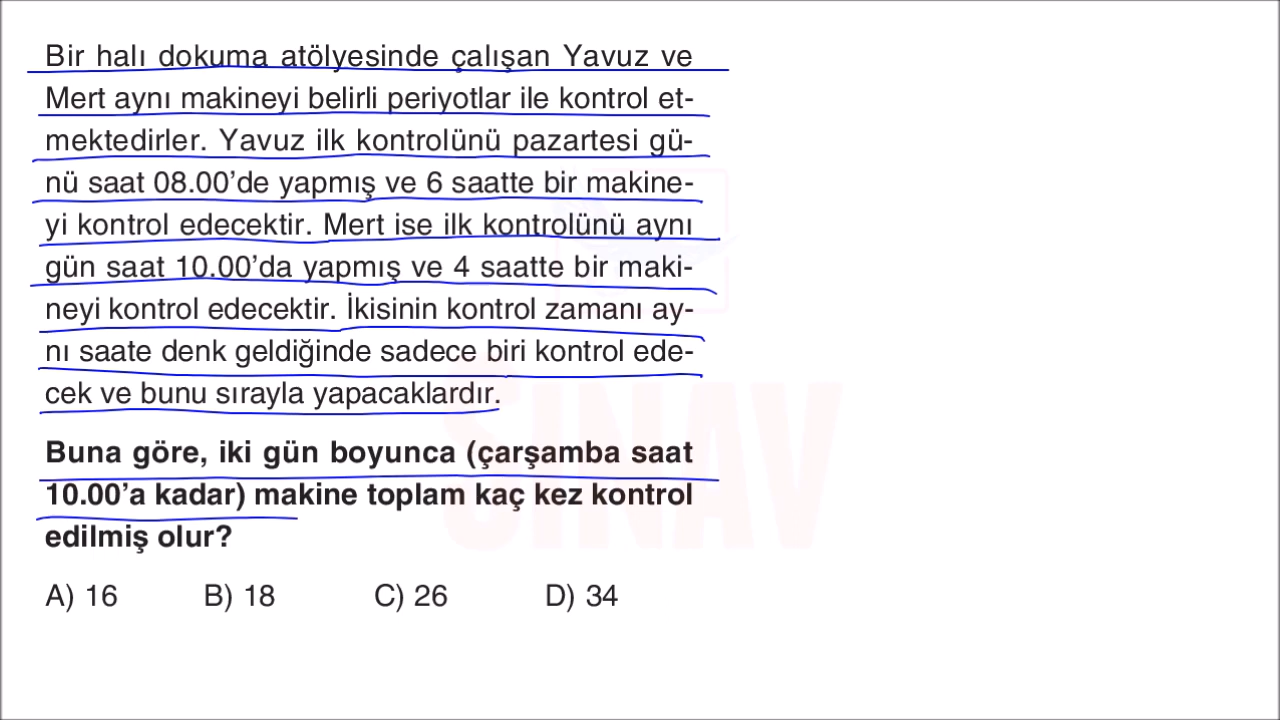 Bir halı dokuma atölyesinde çalışan Yavuz ve
Mert aynı makineyi belirli periyotlar ile kontrol et-
mektedirler. Yavuz ilk kontrolünü pazartesi gü-
nü saat 08.00’de yapmış ve 6 saatte bir makine-
yi kontrol edecektir. Mert ise ilk kontrolünü aynı
gün saat 10.00’da yapmış ve 4 saatte bir maki-
neyi kontrol edecektir. İkisinin kontrol zamanı ay-
nı saate denk geldiğinde sadece biri kontrol ede-
cek ve bunu sırayla yapacaklardır.
Buna göre, iki gün boyunca (çarşamba saat
10.00’a kadar) makine toplam kaç kez kontrol
edilmiş olur?
A) 16 B) 18 C) 26 D) 34
SINAV